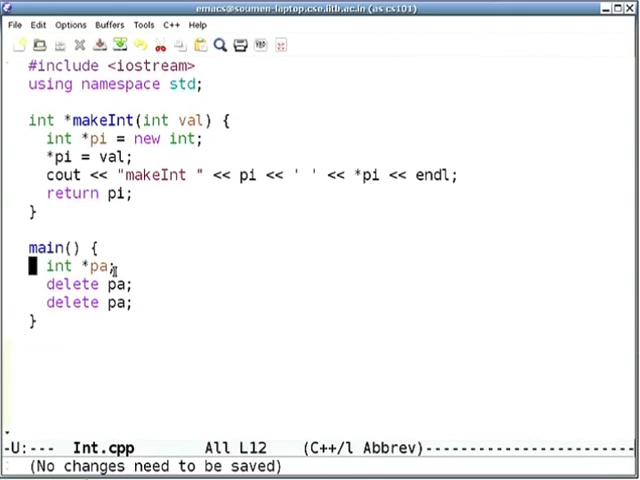 emacs@soumen-laptop.cse.iitb.ac.in (as cs101)
File Edit Options Buffers Tools C++ Help
#include <iostream>
using namespace std;
int *makeInt(int val) {
int *pi = new int;
*pi = val;
cout << "makeInt " << pi << ' ' << *pi << endl;
return pi;
}
main() {
int *pa;
delete pa;
delete pa;
}
-U:--- Int.cpp All L12 (C++/l Abbrev)------------------------
(No changes need to be saved)